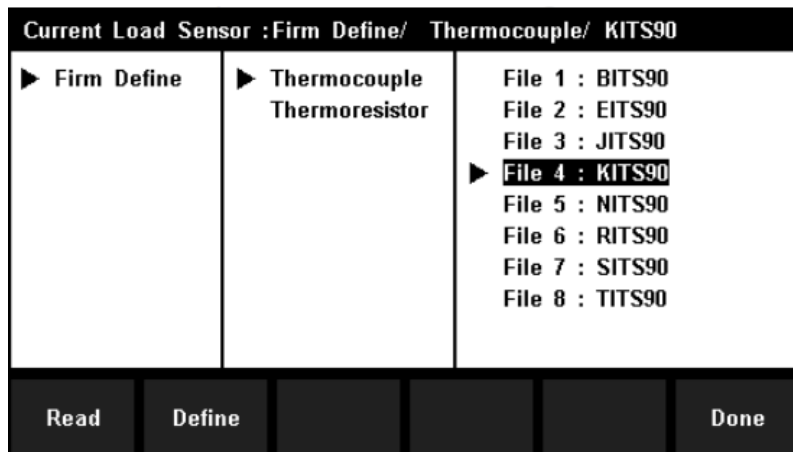 Current Load Sensor :Firm Define/ Thermocouple/ KITS90
Firm Define
Thermocouple
Thermoresistor
File 1 : BITS90
File 2 : EITS90
File 3 : JITS90
File 4 : KITS90
File 5 : NITS90
File 6 : RITS90
File 7 : SITS90
File 8 : TITS90
Read
Define
Done